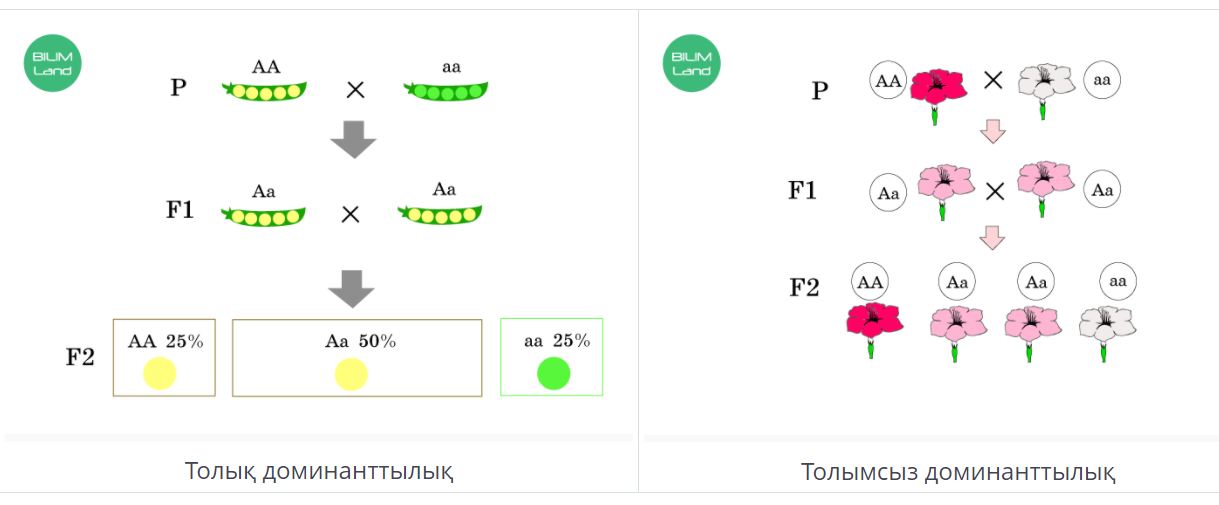 BILIM
Land
P
AA
×
aa
F1
Aa
×
Aa
F2
AA 25%
Aa 50%
aa 25%
Толық доминанттылық
BILIM
Land
P
AA
×
aa
F1
Aa
×
Aa
F2
AA
Aa
Aa
aa
Толымсыз доминанттылық